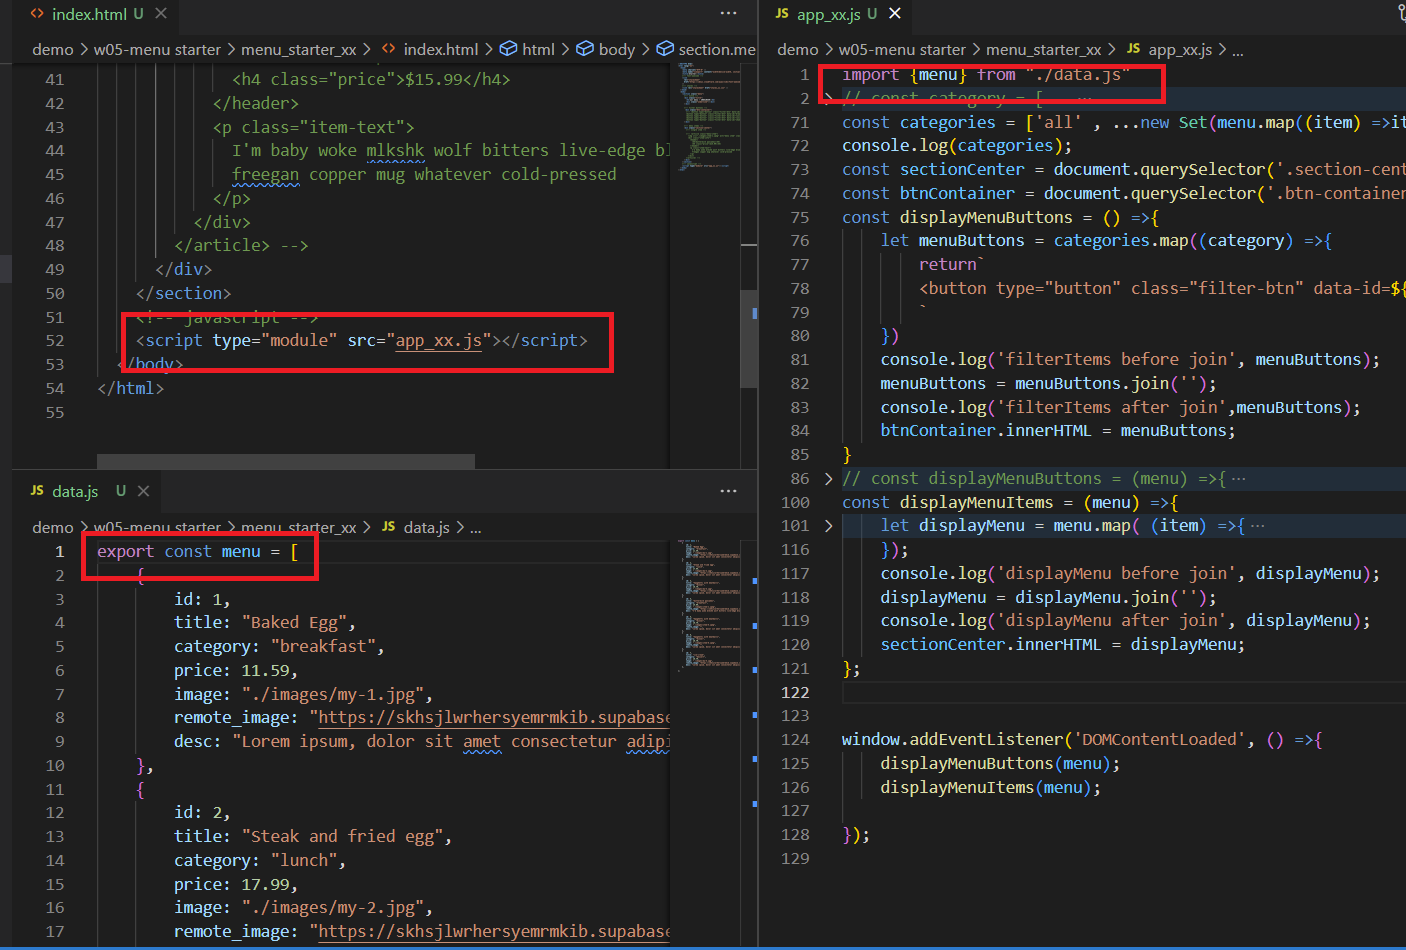 index.html U
demo > w05-menu starter > menu_starter_xx > index.html > html > body > section.me
41 <h4 class="price">$15.99</h4>
42 </header>
43 <p class="item-text">
44 I'm baby woke mlkshk wolf bitters live-edge bl
45 freegan copper mug whatever cold-pressed
46 </p>
47 </div>
48 </article> -->
49 </div>
50 </section>
51 <!-- javascript -->
52 <script type="module" src="app_xx.js"></script>
53 </body>
54 </html>
55
JS data.js U
demo > w05-menu starter > menu_starter_xx > JS data.js > ...
1 export const menu = [
2 {
3 id: 1,
4 title: "Baked Egg",
5 category: "breakfast",
6 price: 11.59,
7 image: "./images/my-1.jpg",
8 remote_image: "https://skhsjlwrhersyemrmkib.supabase
9 desc: "Lorem ipsum, dolor sit amet consectetur adipi
10 },
11 {
12 id: 2,
13 title: "Steak and fried egg",
14 category: "lunch",
15 price: 17.99,
16 image: "./images/my-2.jpg",
17 remote_image: "https://skhsjlwrhersyemrmkib.supabase
JS app_xx.js U
demo > w05-menu starter > menu_starter_xx > JS app_xx.js > ...
1 import {menu} from "./data.js"
2 // const category = [ ...
71 const categories = ['all' , ...new Set(menu.map((item) =>it
72 console.log(categories);
73 const sectionCenter = document.querySelector('.section-cent
74 const btnContainer = document.querySelector('.btn-container
75 const displayMenuButtons = () =>{
76 let menuButtons = categories.map((category) =>{
77 return`
78 <button type="button" class="filter-btn" data-id=${
79 `
80 })
81 console.log('filterItems before join', menuButtons);
82 menuButtons = menuButtons.join('');
83 console.log('filterItems after join',menuButtons);
84 btnContainer.innerHTML = menuButtons;
85 }
86 // const displayMenuButtons = (menu) =>{ ...
100 const displayMenuItems = (menu) =>{
101 let displayMenu = menu.map( (item) =>{ ...
116 });
117 console.log('displayMenu before join', displayMenu);
118 displayMenu = displayMenu.join('');
119 console.log('displayMenu after join', displayMenu);
120 sectionCenter.innerHTML = displayMenu;
121 };
122
123
124 window.addEventListener('DOMContentLoaded', () =>{
125 displayMenuButtons(menu);
126 displayMenuItems(menu);
127
128 });
129